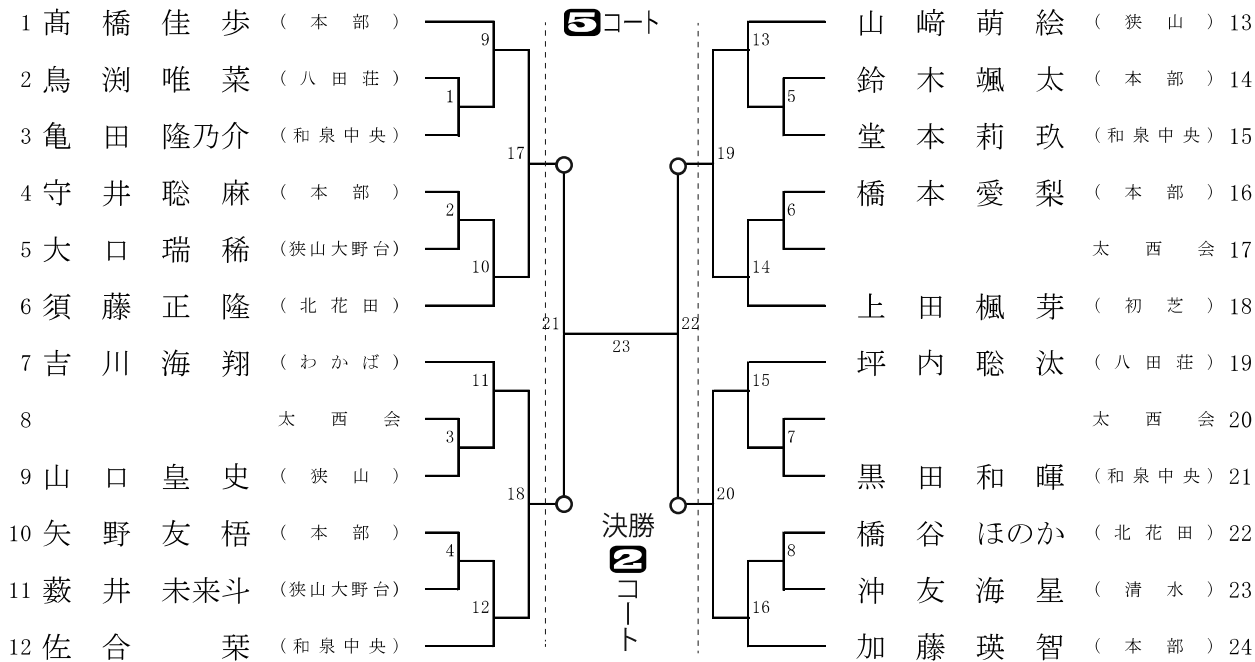 5コート
1 髙橋佳歩 （本部）
2 鳥渕唯菜 （八田荘）
3 亀田隆乃介 （和泉中央）
4 守井聡麻 （本部）
5 大口瑞稀 （狭山大野台）
6 須藤正隆 （北花田）
7 吉川海翔 （わかば）
8 太西会
9 山口皇史 （狭山）
10 矢野友梧 （本部）
11 薮井未来斗 （狭山大野台）
12 佐合栞 （和泉中央）
9
1
17
2
10
11
3
18
4
12
21
23
22
決勝
2
コート
13
5
19
6
14
15
7
20
8
16
山﨑萌絵 （狭山） 13
鈴木颯太 （本部） 14
堂本莉玖 （和泉中央） 15
橋本愛梨 （本部） 16
太西会 17
上田楓芽 （初芝） 18
坪内聡汰 （八田荘） 19
太西会 20
黒田和暉 （和泉中央） 21
橋谷ほのか （北花田） 22
沖友海星 （清水） 23
加藤瑛智 （本部） 24